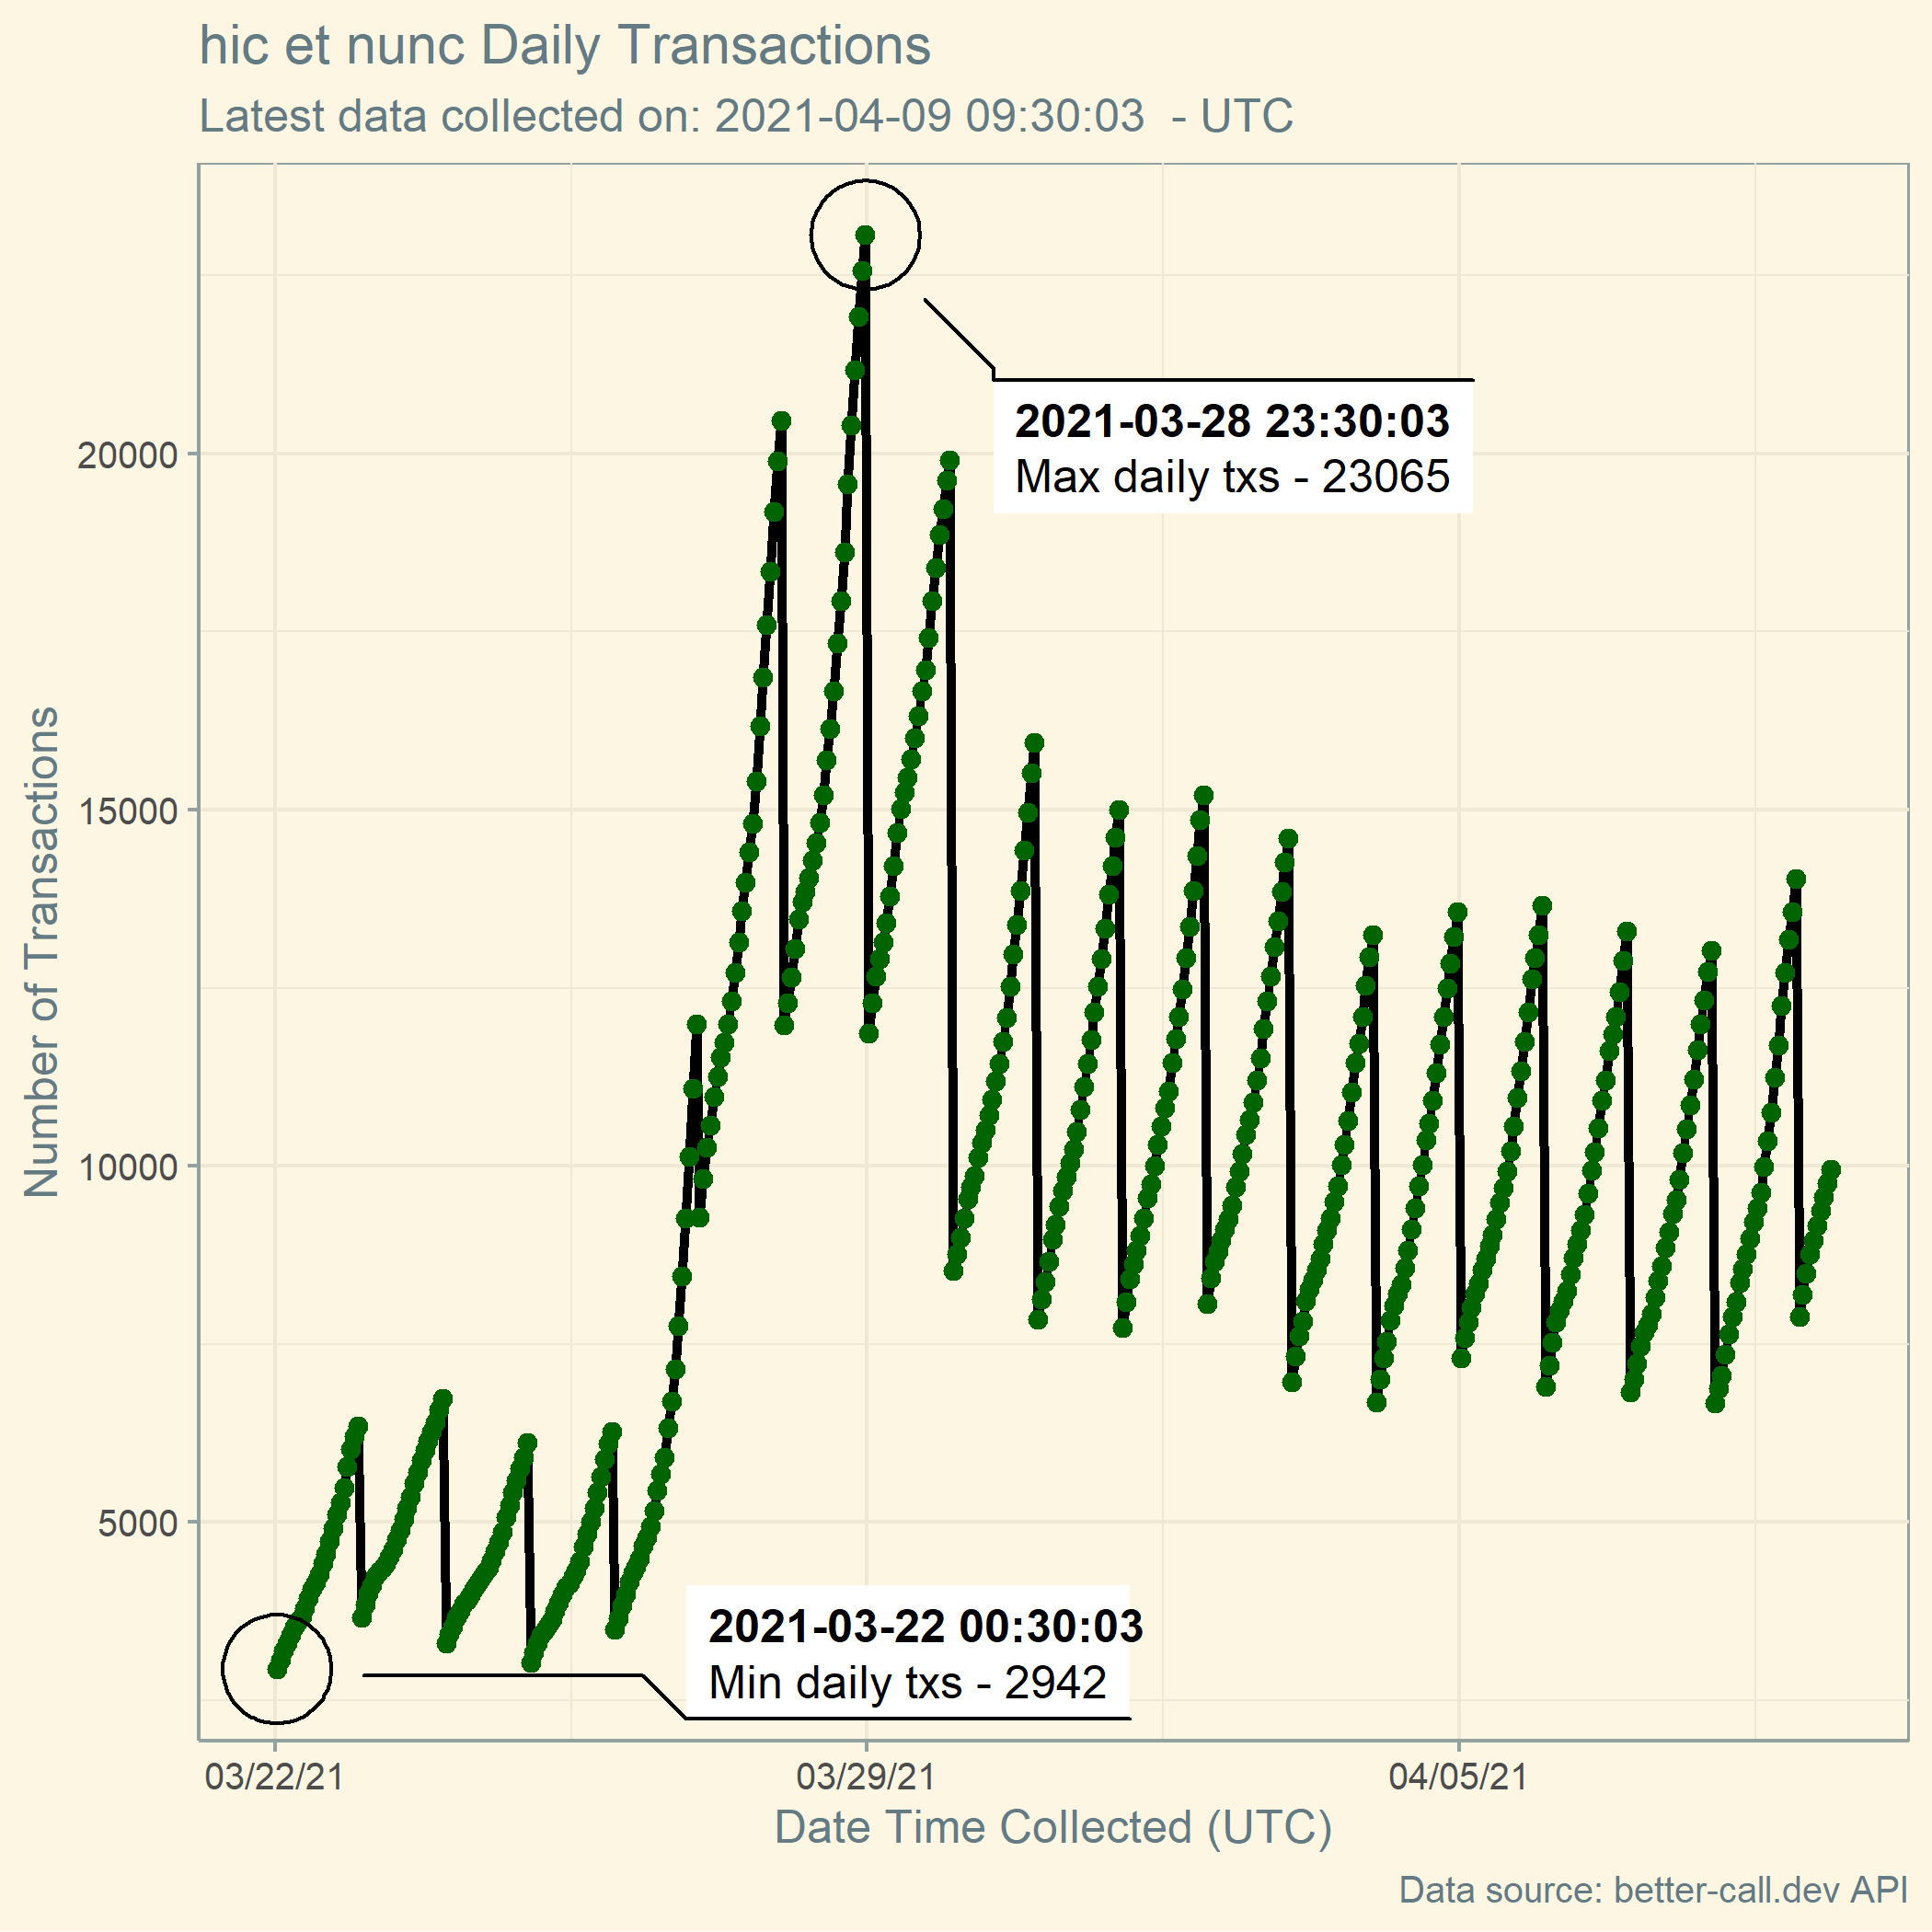 hic et nunc Daily Transactions
Latest data collected on: 2021-04-09 09:30:03  - UTC
Number of Transactions
20000
15000
10000
5000
2021-03-28 23:30:03
Max daily txs - 23065
2021-03-22 00:30:03
Min daily txs - 2942
03/22/21
03/29/21
04/05/21
Date Time Collected (UTC)
Data source: better-call.dev API